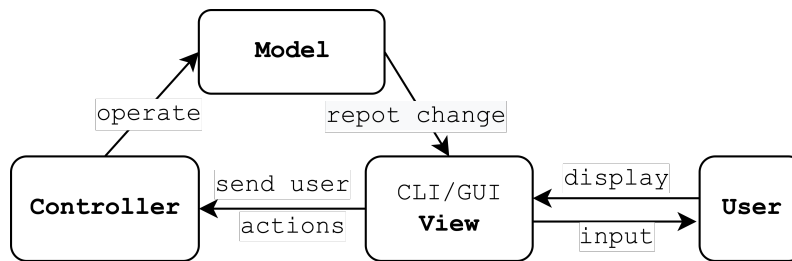 Model
operate
repot change
send user
actions
CLI/GUI
View
display
input
Controller
User